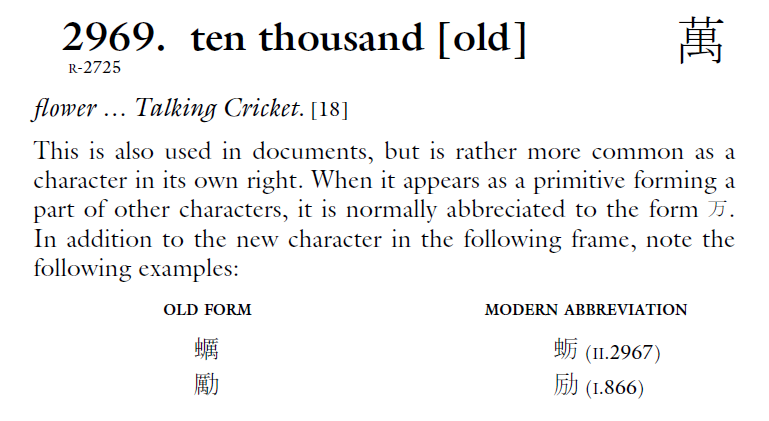 2969. ten thousand [old] 萬
R-2725
flower … Talking Cricket. [18]
This is also used in documents, but is rather more common as a
character in its own right. When it appears as a primitive forming a
part of other characters, it is normally abbreciated to the form 万.
In addition to the new character in the following frame, note the
following examples:
OLD FORM MODERN ABBREVIATION
蠣 蛎 (II.2967)
勵 励 (I.866)